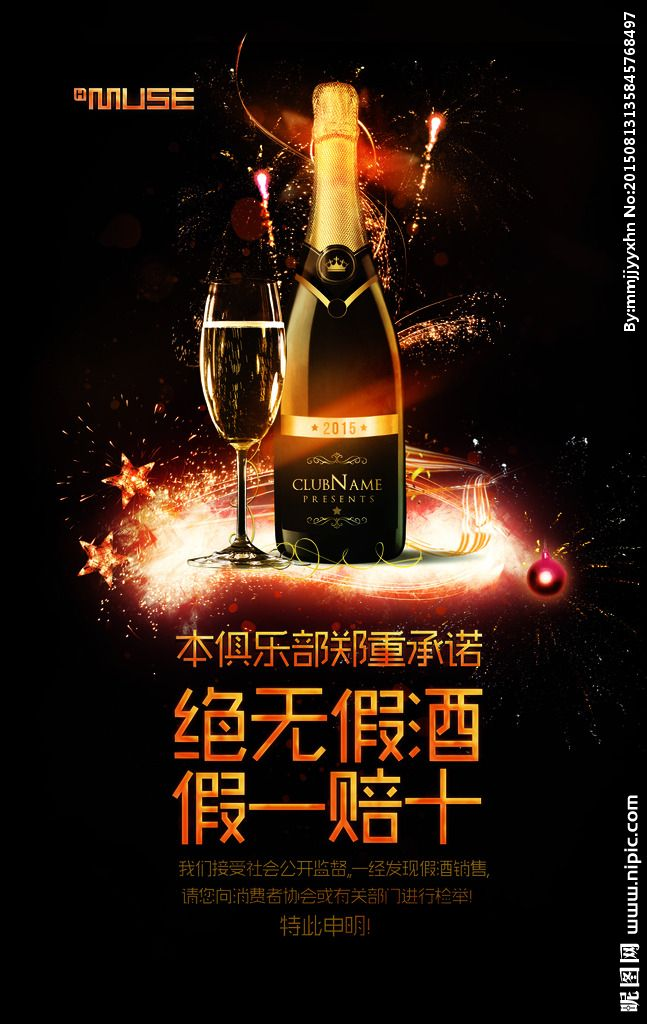 MUSE
2015
CLUBNAME
PRESENTS
本俱乐部郑重承诺
绝无假酒
假一赔十
我们接受社会公开监督,一经发现假酒销售,
请您向消费者协会或有关部门进行检举!
特此申明!
By:mmjjyyxhn No:20150813135845768497
昵图网 www.nipic.com